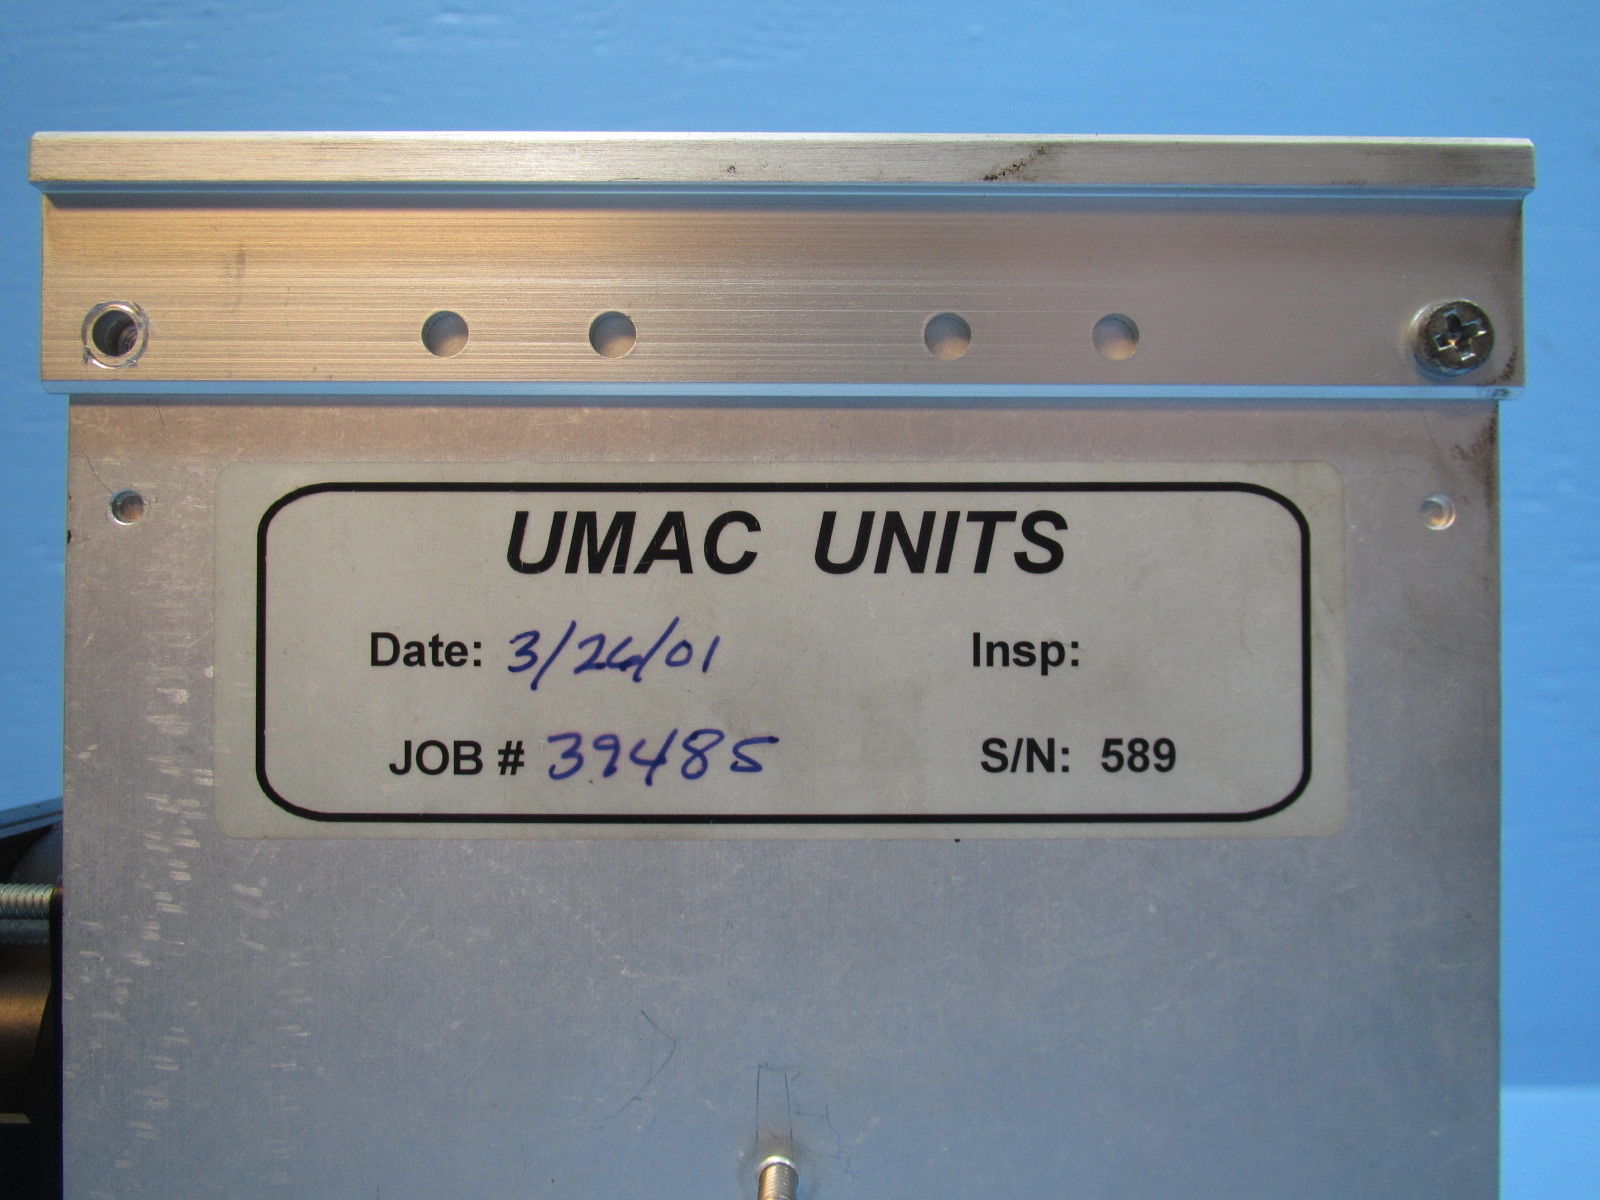 UMAC UNITS
Date: 3/26/01 Insp:
JOB # 39485 S/N: 589